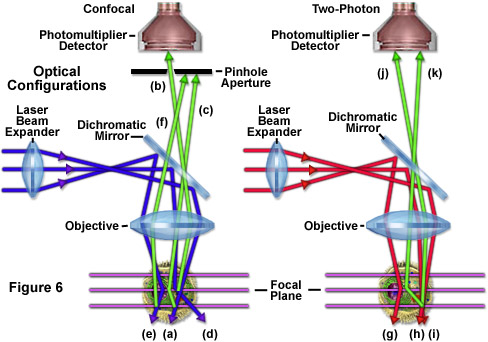 Confocal
Two-Photon
Photomultiplier
Detector
Photomultiplier
Detector
(j)
(k)
Optical
Configurations
Pinhole
Aperture
(b)
(c)
(f)
Laser
Beam
Expander
Dichromatic
Mirror
Laser
Beam
Expander
Dichromatic
Mirror
Objective
Objective
Figure 6
Focal
Plane
(e)
(a)
(d)
(g)
(h)
(i)